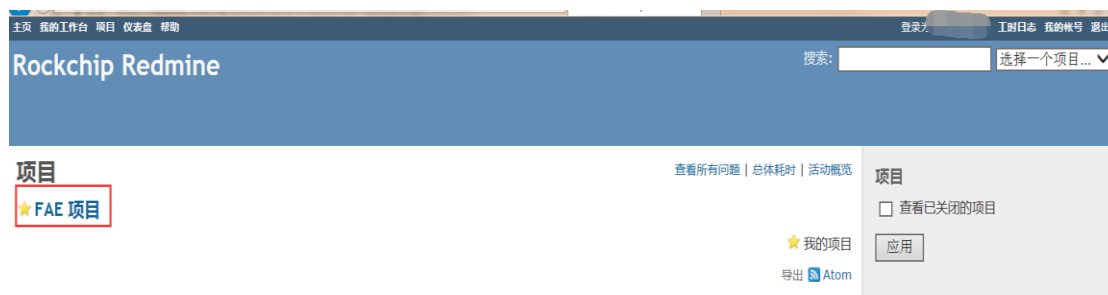 主页 我的工作台 项目 仪表盘 帮助
登录为 工时日志 我的帐号 退出
Rockchip Redmine
搜索: 选择一个项目...
项目
查看所有问题 | 总体耗时 | 活动概览
FAE 项目
我的项目
导出 Atom
项目
查看已关闭的项目
应用